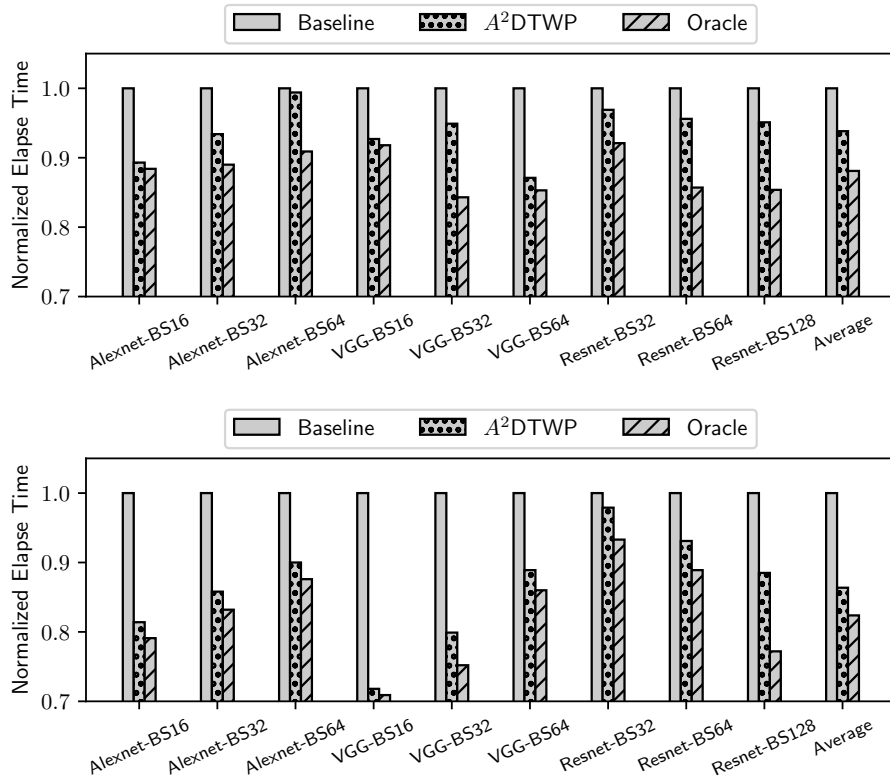 Baseline A²DTWP Oracle
Normalized Elapse Time
1.0
0.9
0.8
0.7
Alexnet-BS16 Alexnet-BS32 Alexnet-BS64 VGG-BS16 VGG-BS32 VGG-BS64 Resnet-BS32 Resnet-BS64 Resnet-BS128 Average
Baseline A²DTWP Oracle
Normalized Elapse Time
1.0
0.9
0.8
0.7
Alexnet-BS16 Alexnet-BS32 Alexnet-BS64 VGG-BS16 VGG-BS32 VGG-BS64 Resnet-BS32 Resnet-BS64 Resnet-BS128 Average